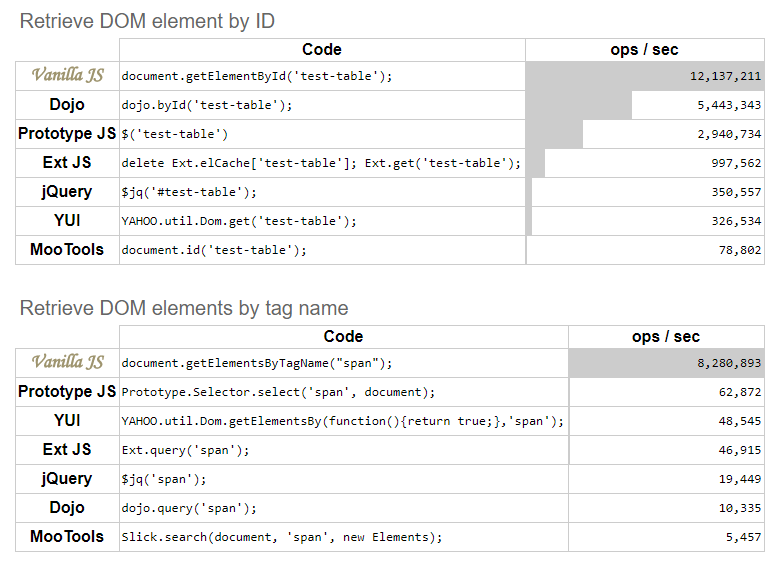 Retrieve DOM element by ID
Code ops / sec
Vanilla JS document.getElementById('test-table'); 12,137,211
Dojo dojo.byId('test-table'); 5,443,343
Prototype JS $('test-table') 2,940,734
Ext JS delete Ext.elCache['test-table']; Ext.get('test-table'); 997,562
jQuery $jq('#test-table'); 350,557
YUI YAHOO.util.Dom.get('test-table'); 326,534
MooTools document.id('test-table'); 78,802
Retrieve DOM elements by tag name
Code ops / sec
Vanilla JS document.getElementsByTagName("span"); 8,280,893
Prototype JS Prototype.Selector.select('span', document); 62,872
YUI YAHOO.util.Dom.getElementsBy(function(){return true;},'span'); 48,545
Ext JS Ext.query('span'); 46,915
jQuery $jq('span'); 19,449
Dojo dojo.query('span'); 10,335
MooTools Slick.search(document, 'span', new Elements); 5,457